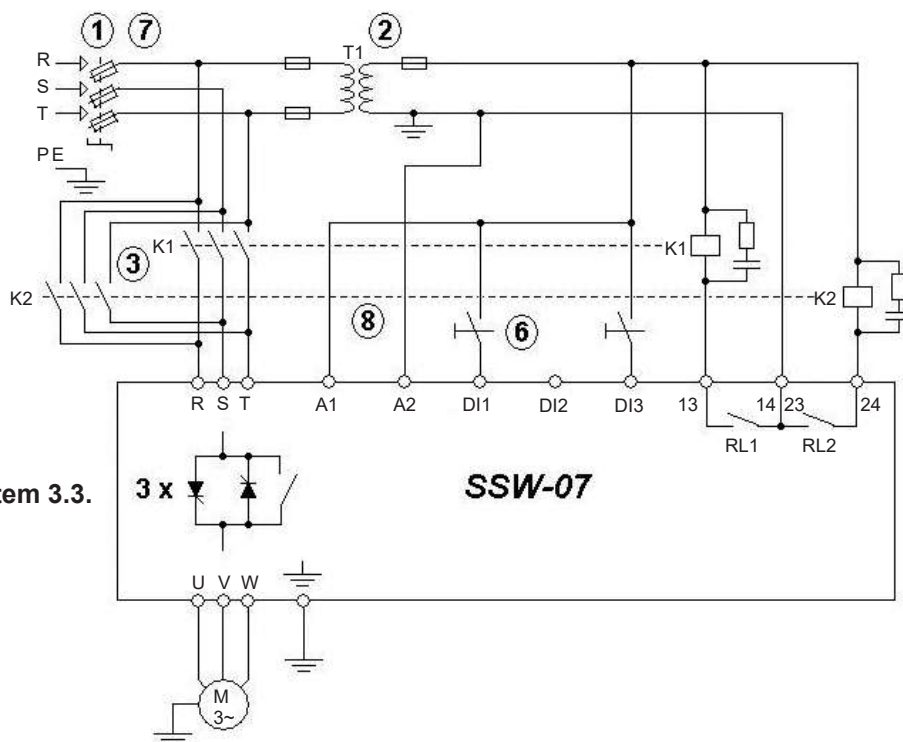 1 7 2
T1
R
S
T
PE
K1 K1
3
K2 K2
8 6
R S T A1 A2 DI1 DI2 DI3 13 14 23 24
RL1 RL2
tem 3.3.
3 x SSW-07
U V W
M
3~